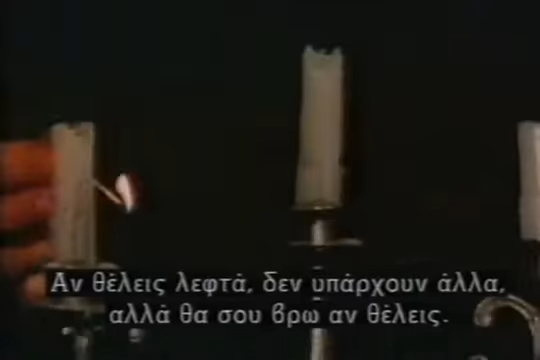 Αν θέλεις λεφτά, δεν υπάρχουν άλλα,
αλλά θα σου βρω αν θέλεις.